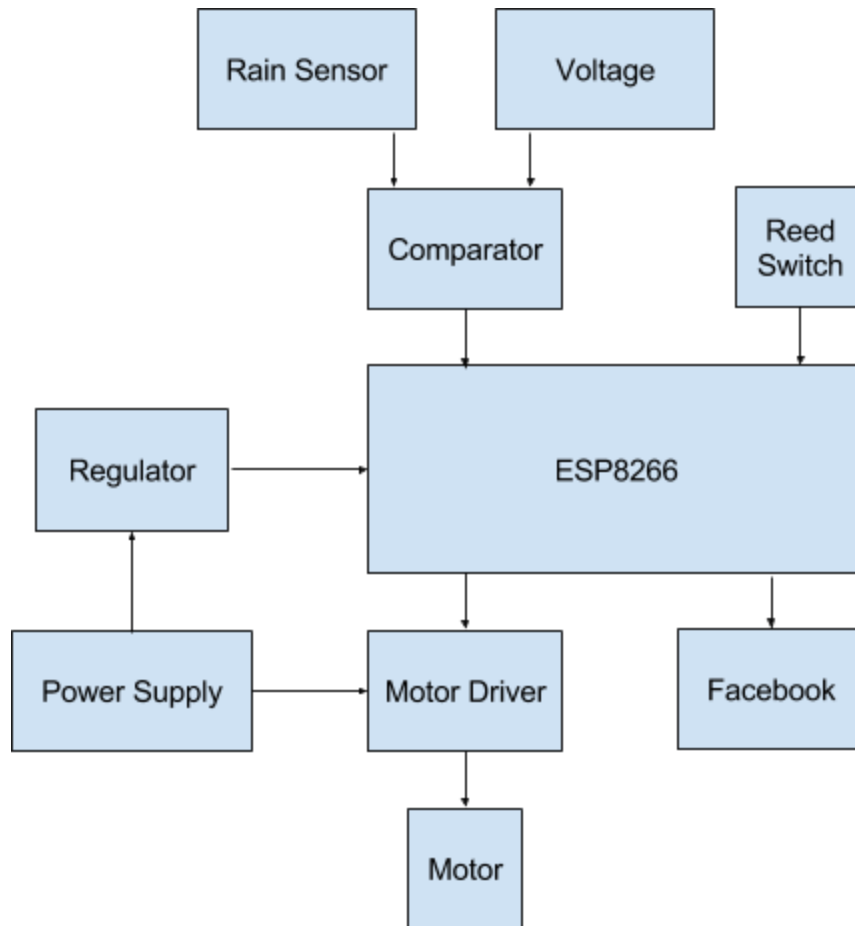 Rain Sensor
Voltage
Comparator
Reed
Switch
Regulator
ESP8266
Power Supply
Motor Driver
Facebook
Motor